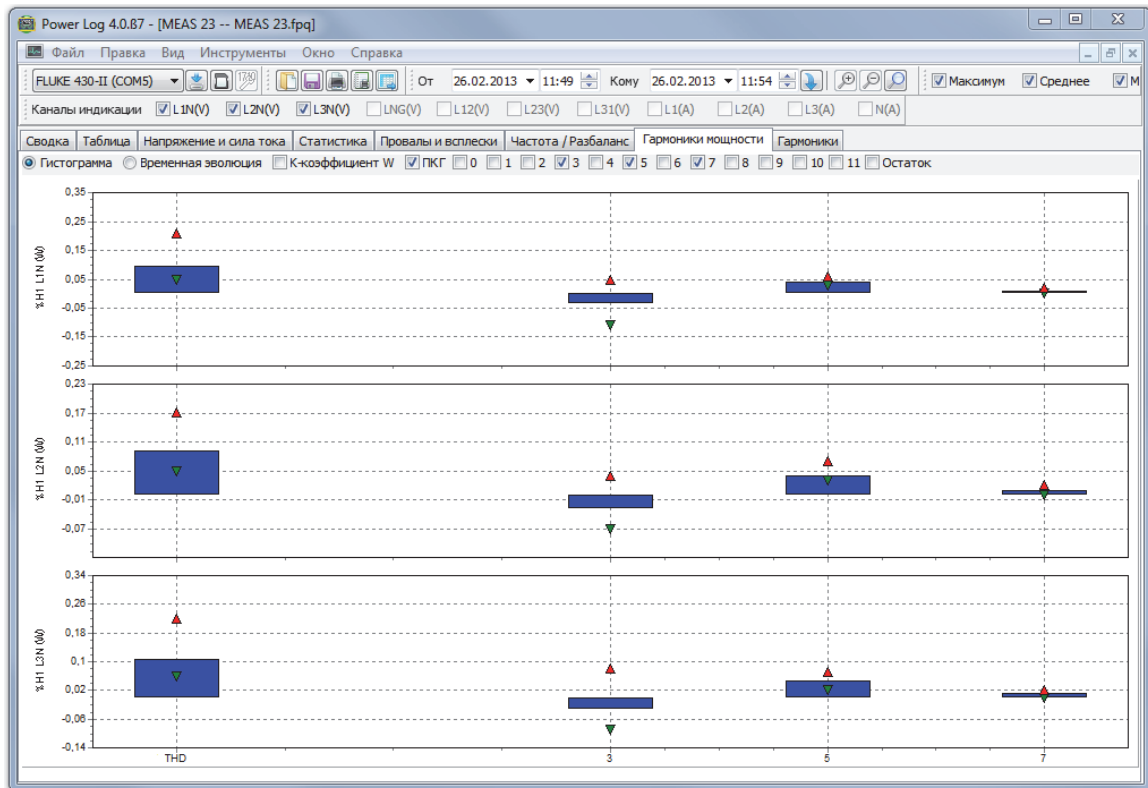 Power Log 4.0.87 - [MEAS 23 -- MEAS 23.fpq]
Файл Правка Вид Инструменты Окно Справка
FLUKE 430-II (COM5) От 26.02.2013 11:49 Кому 26.02.2013 11:54 Максимум Среднее М
Каналы индикации L1N(V) L2N(V) L3N(V) LNG(V) L12(V) L23(V) L31(V) L1(A) L2(A) L3(A) N(A)
Сводка Таблица Напряжение и сила тока Статистика Провалы и всплески Частота / Разбаланс Гармоники мощности Гармоники
Гистограмма Временная эволюция К-коэффициент W ПКГ 0 1 2 3 4 5 6 7 8 9 10 11 Остаток
%H1 L1N (W)
0,35
0,25
0,15
0,05
-0,05
-0,15
-0,25
%H1 L2N (W)
0,23
0,17
0,11
0,05
-0,01
-0,07
%H1 L3N (W)
0,34
0,26
0,18
0,1
0,02
-0,06
-0,14
THD 3 5 7